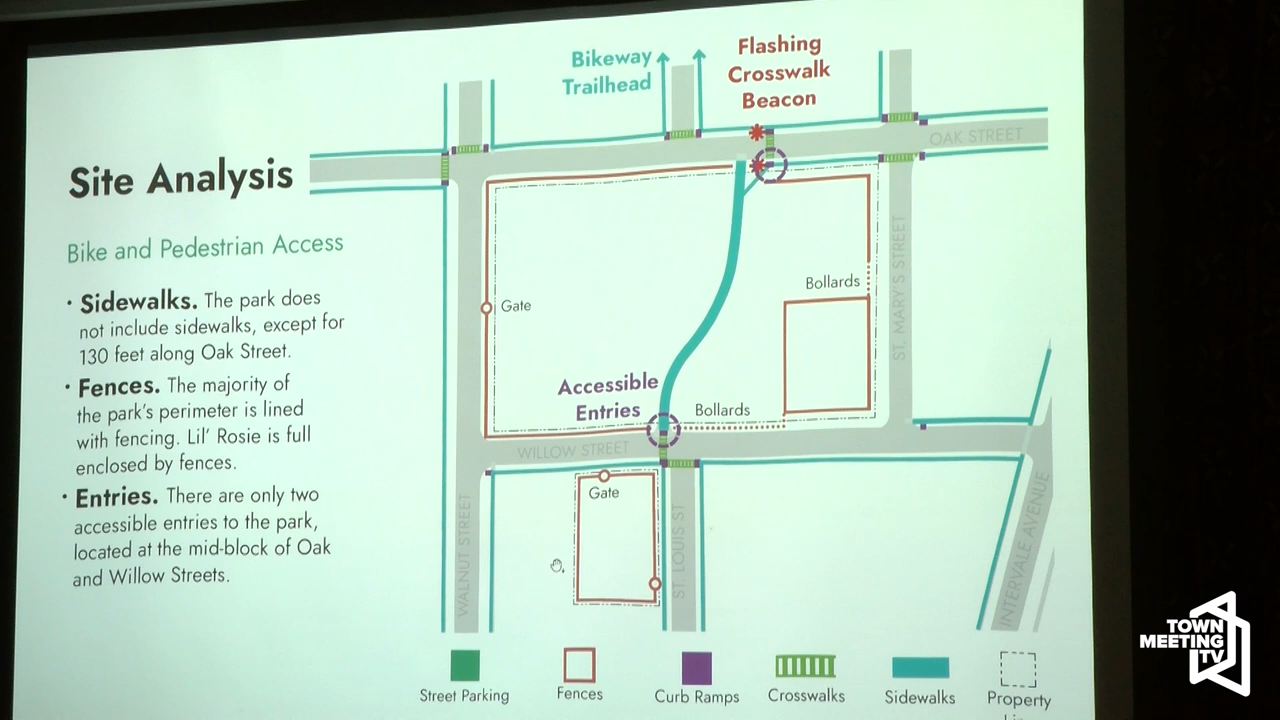 Site Analysis
Bike and Pedestrian Access
· Sidewalks. The park does
not include sidewalks, except for
130 feet along Oak Street.
· Fences. The majority of
the park's perimeter is lined
with fencing. Lil' Rosie is full
enclosed by fences.
· Entries. There are only two
accessible entries to the park,
located at the mid-block of Oak
and Willow Streets.
Bikeway
Trailhead
Flashing
Crosswalk
Beacon
OAK STREET
Gate
Bollards
ST. MARY'S STREET
Accessible
Entries
Bollards
WILLOW STREET
Gate
WALNUT STREET
ST. LOUIS ST
INTERVALE AVENUE
Street Parking
Fences
Curb Ramps
Crosswalks
Sidewalks
Property
TOWN
MEETING
TV